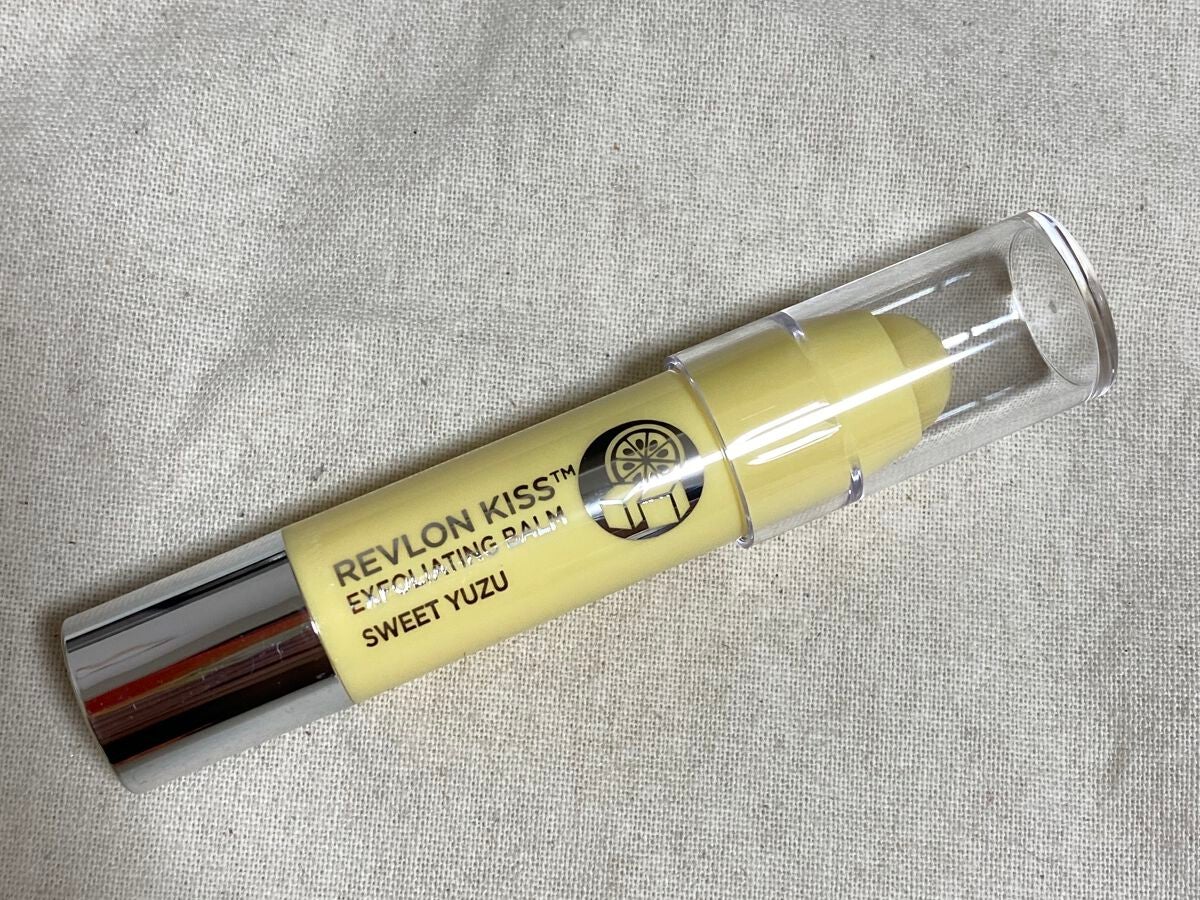 REVLON KISS™
EXFOLIATING BALM
SWEET YUZU